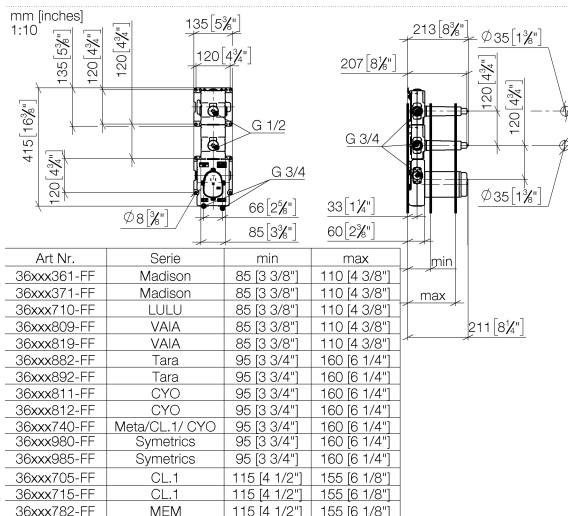 mm [inches]
1:10
135 [5⅜"]
120 [4¾"]
135 [5⅜"]
120 [4¾"]
120 [4¾"]
415 [16⅜"]
120 [4¾"]
G 1/2
G 3/4
Ø8 [⅜"]
66 [2⅝"]
85 [3⅜"]
213 [8⅜"]
207 [8⅛"]
Ø35 [1⅜"]
120 [4¾"]
120 [4¾"]
G 3/4
Ø35 [1⅜"]
33 [1¼"]
60 [2⅜"]
min
max
211 [8¼"]
Art Nr. Serie min max
36xxx361-FF Madison 85 [3 3/8"] 110 [4 3/8"]
36xxx371-FF Madison 85 [3 3/8"] 110 [4 3/8"]
36xxx710-FF LULU 85 [3 3/8"] 110 [4 3/8"]
36xxx809-FF VAIA 85 [3 3/8"] 110 [4 3/8"]
36xxx819-FF VAIA 85 [3 3/8"] 110 [4 3/8"]
36xxx882-FF Tara 95 [3 3/4"] 160 [6 1/4"]
36xxx892-FF Tara 95 [3 3/4"] 160 [6 1/4"]
36xxx811-FF CYO 95 [3 3/4"] 160 [6 1/4"]
36xxx812-FF CYO 95 [3 3/4"] 160 [6 1/4"]
36xxx740-FF Meta/CL.1/ CYO 95 [3 3/4"] 160 [6 1/4"]
36xxx980-FF Symetrics 95 [3 3/4"] 160 [6 1/4"]
36xxx985-FF Symetrics 95 [3 3/4"] 160 [6 1/4"]
36xxx705-FF CL.1 115 [4 1/2"] 155 [6 1/8"]
36xxx715-FF CL.1 115 [4 1/2"] 155 [6 1/8"]
36xxx782-FF MEM 115 [4 1/2"] 155 [6 1/8"]